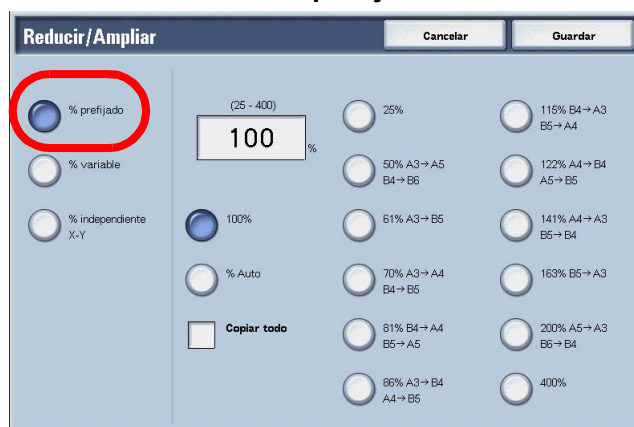 Reducir/Ampliar
Cancelar
Guardar
% prefijado
% variable
% independiente
X-Y
(25 - 400)
100
%
100%
% Auto
Copiar todo
25%
50% A3→A5
B4→B6
61% A3→B5
70% A3→A4
B4→B5
81% B4→A4
B5→A5
86% A3→B4
A4→B5
115% B4→A3
B5→A4
122% A4→B4
A5→B5
141% A4→A3
B5→B4
163% B5→A3
200% A5→A3
B6→B4
400%